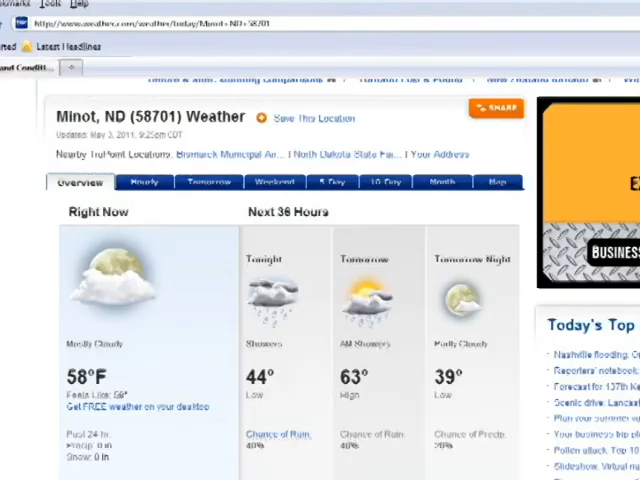 Tools Help
http://www.weather.com/weather/today/Minot+ND+58701
Latest Headlines
Minot, ND (58701) Weather
Save This Location
SHARE
Updated: May 3, 2011, 9:25pm CDT
Nearby TruPoint Locations: Bismarck Municipal Air... | North Dakota State Fai... | Your Address
Overview Hourly Tomorrow Weekend 5 Day 10 Day Month Map
Right Now Next 36 Hours
Tonight Tomorrow Tomorrow Night
BUSINESS
Mostly Cloudy Showers AM Showers Partly Cloudy
58°F 44° 63° 39°
Feels Like: 56° Low High Low
Get FREE weather on your desktop
Past 24 hr:
Precip: 0 in
Snow: 0 in
Chance of Rain: Chance of Rain: Chance of Precip:
40% 40% 20%
Today's Top
Nashville flooding,
Reporters' notebook:
Forecast for 137th
Scenic drive:
Plan your summer
Your business trip
Pollen attack: Top 10
Slideshow: